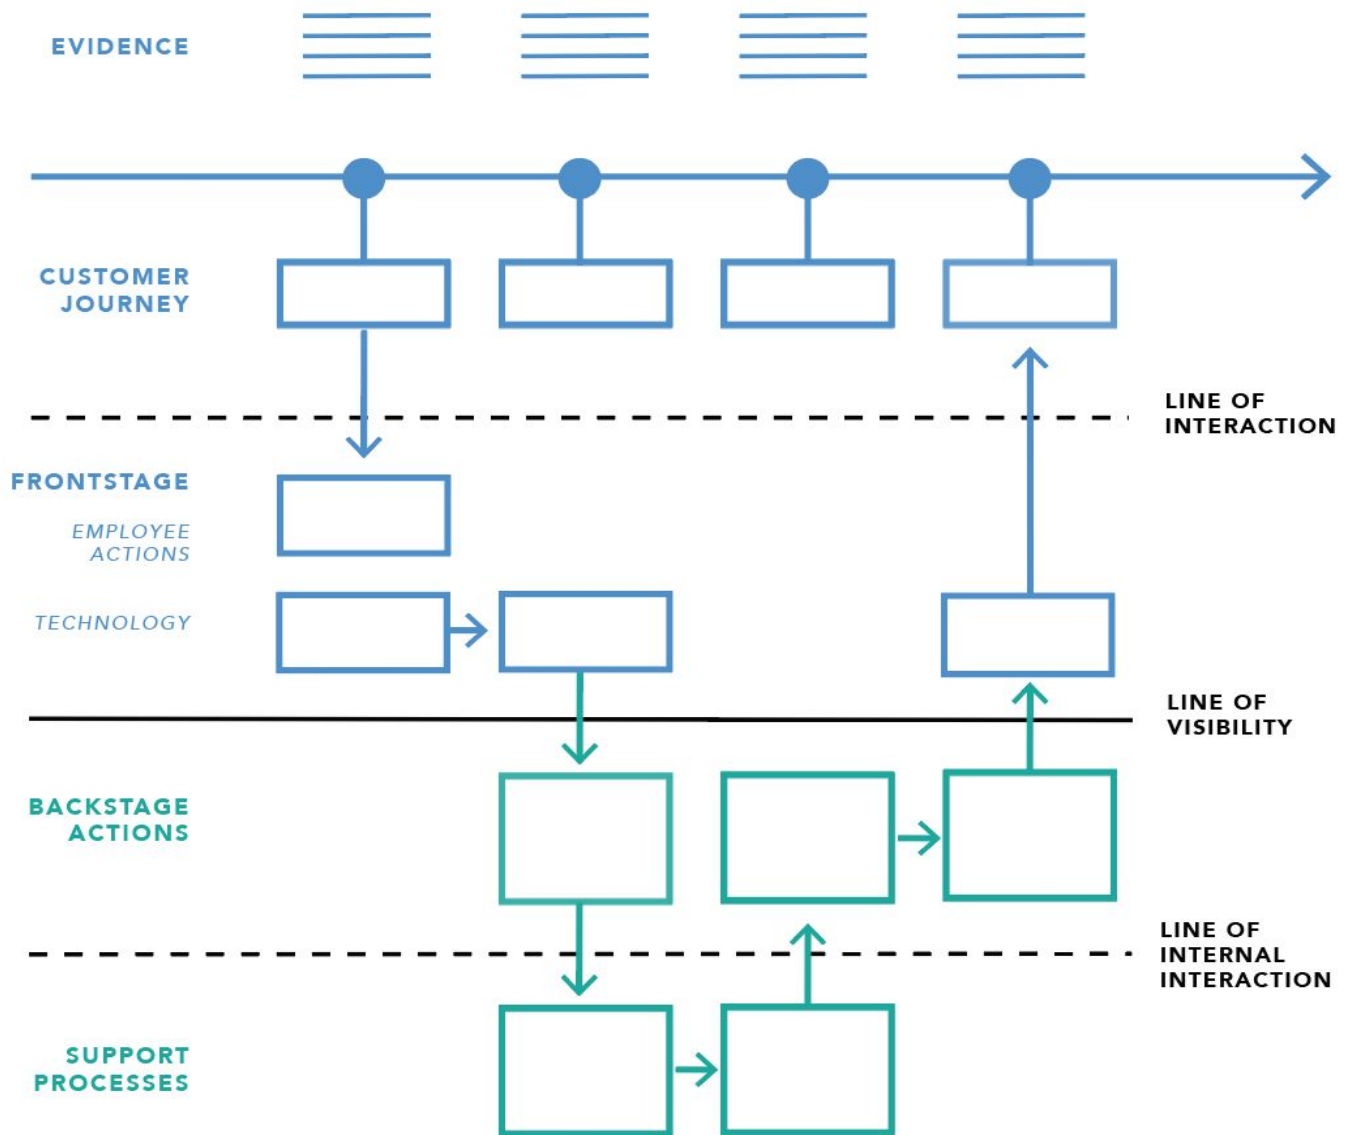 EVIDENCE
CUSTOMER
JOURNEY
LINE OF
INTERACTION
FRONTSTAGE
EMPLOYEE
ACTIONS
TECHNOLOGY
LINE OF
VISIBILITY
BACKSTAGE
ACTIONS
LINE OF
INTERNAL
INTERACTION
SUPPORT
PROCESSES